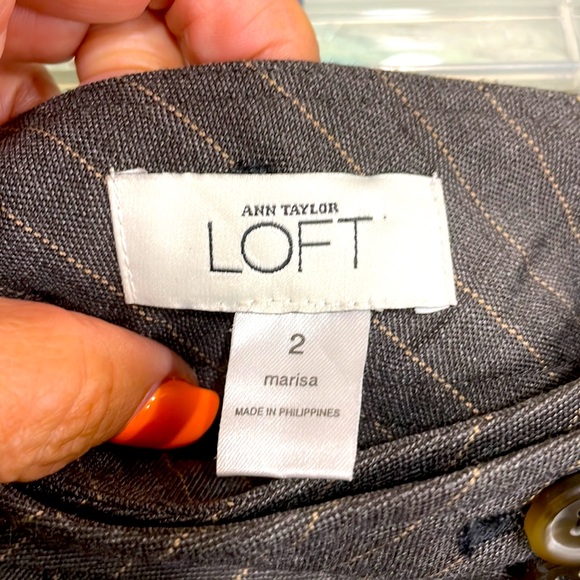 ANN TAYLOR
LOFT
2
marisa
MADE IN PHILIPPINES